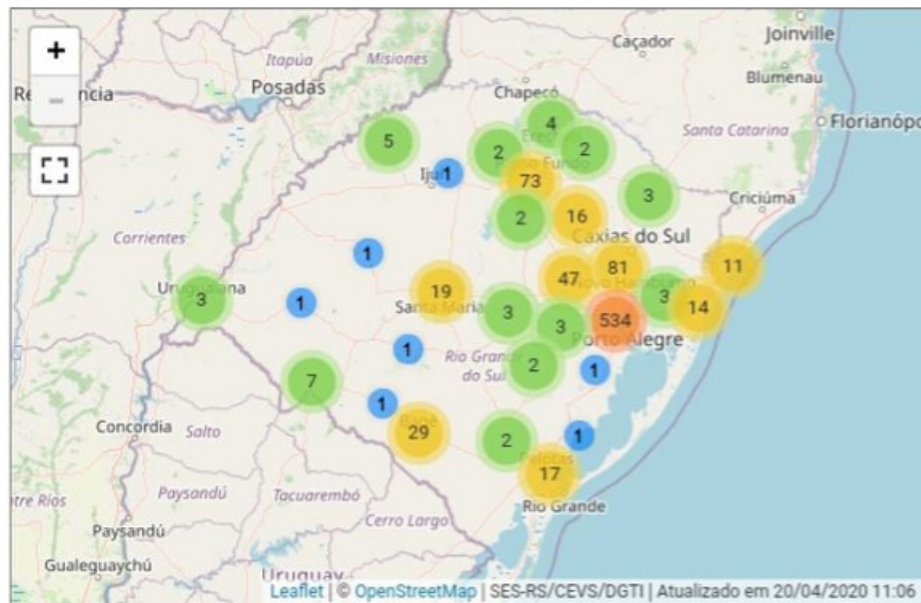 +
Joinville
Caçador
Itapúa
Misiones
Blumenau
Posadas
Chapecó
Florianópo
4
Santa Catarina
5
2
2
1
73
3
Criciúma
2
16
Corrientes
Caxias do Sul
1
11
81
47
19
3
Uruguaiana
3
1
Santa Maria
14
3
534
3
Porto Alegre
1
Rio Grande
do Sul
2
1
7
1
29
Concordia
Salto
2
1
Pelotas
17
ntre Rios
Paysandú
Tacuarembó
Rio Grande
Cerro Largo
Paysandú
Gualeguaychú
Uruguay
Leaflet | © OpenStreetMap | SES-RS/CEVS/DGTI | Atualizado em 20/04/2020 11:06